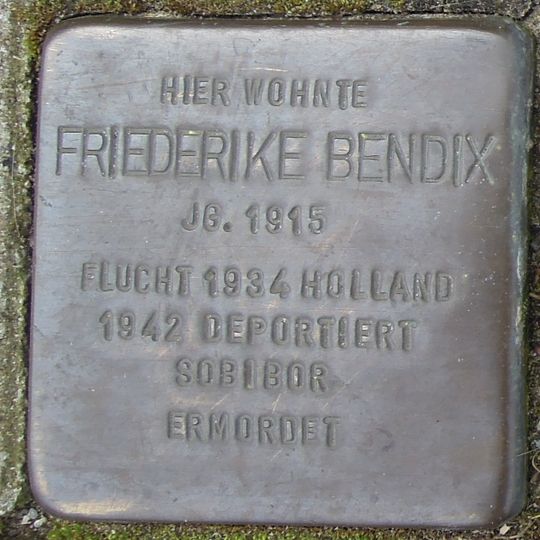 HIER WOHNTE
FRIEDERIKE BENDIX
JG. 1915
FLUCHT 1934 HOLLAND
1942 DEPORTIERT
SOBIBOR
ERMORDET